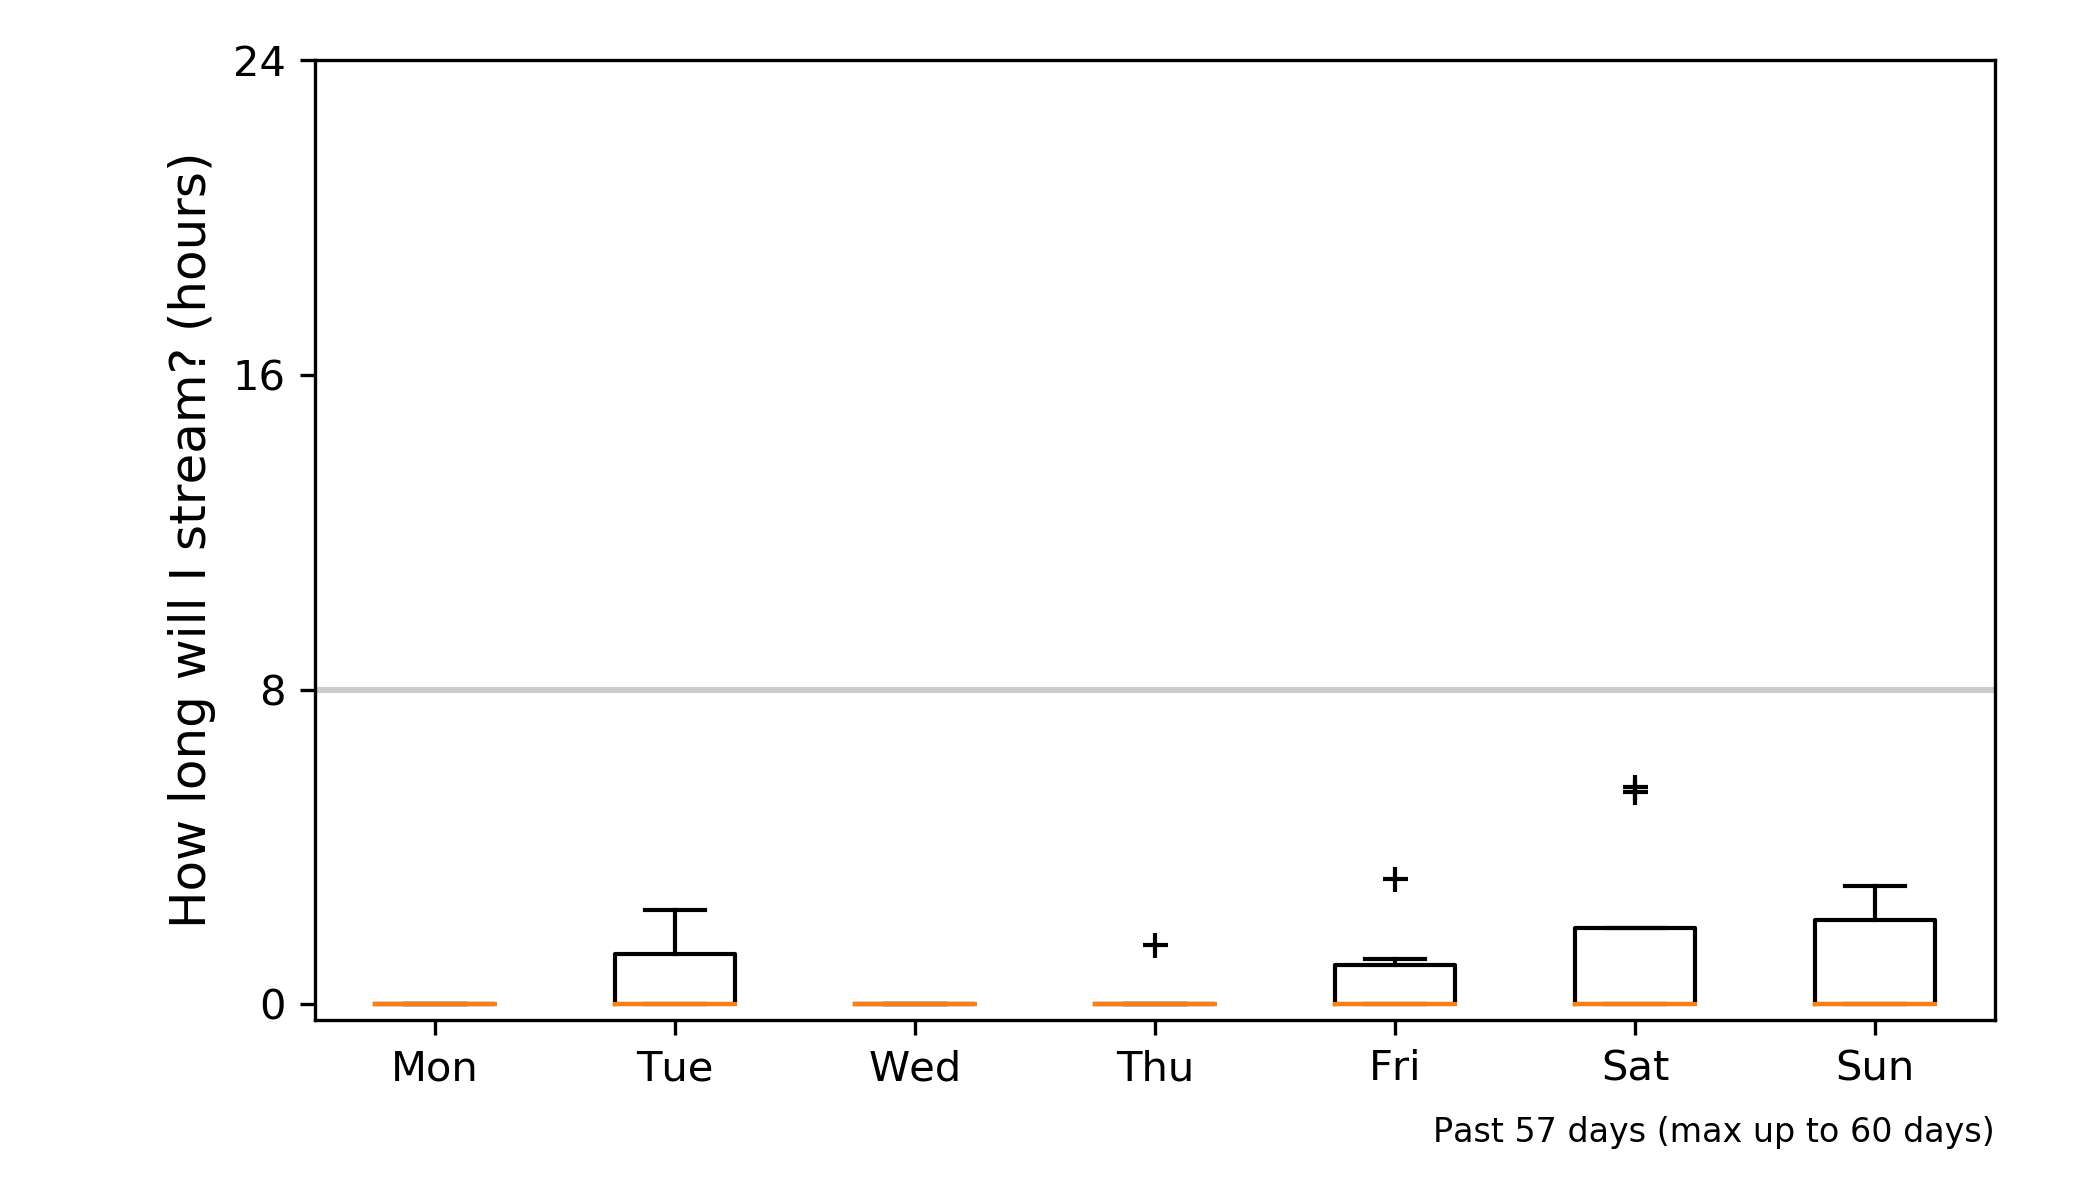 How long will I stream? (hours)
24
16
8
0
Mon Tue Wed Thu Fri Sat Sun
Past 57 days (max up to 60 days)